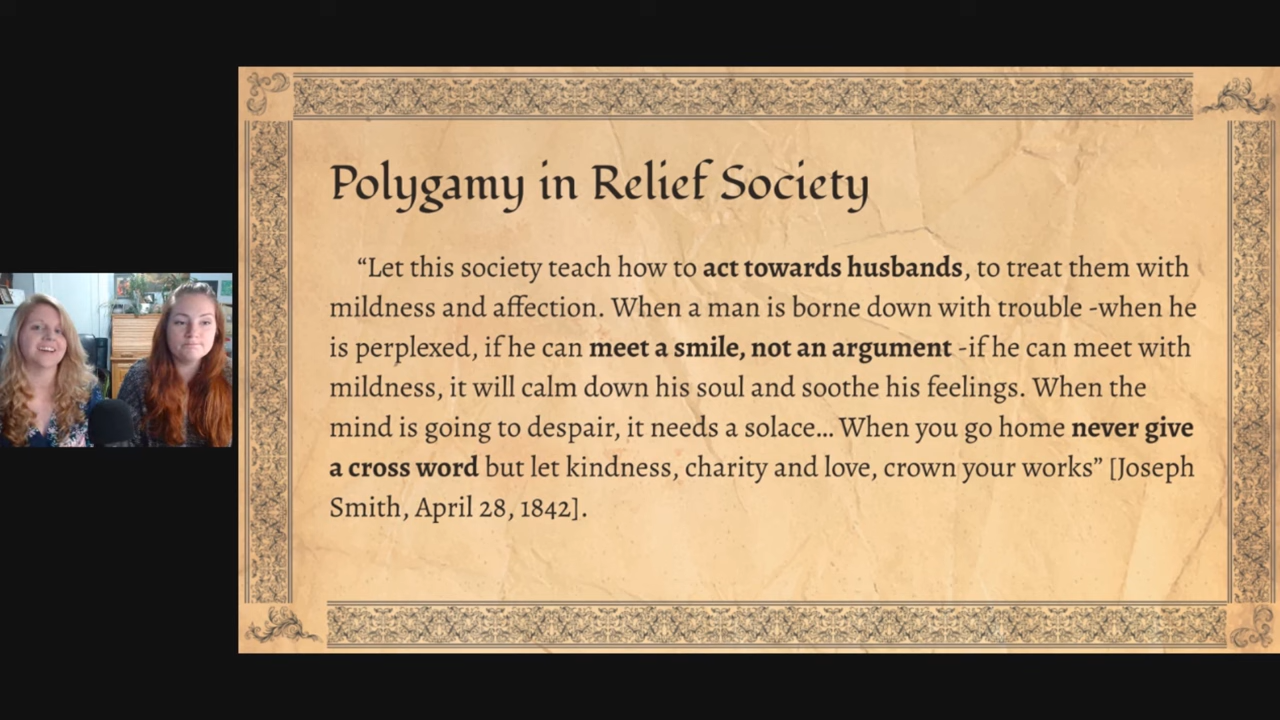 Polygamy in Relief Society
“Let this society teach how to act towards husbands, to treat them with
mildness and affection. When a man is borne down with trouble -when he
is perplexed, if he can meet a smile, not an argument -if he can meet with
mildness, it will calm down his soul and soothe his feelings. When the
mind is going to despair, it needs a solace... When you go home never give
a cross word but let kindness, charity and love, crown your works” [Joseph
Smith, April 28, 1842].